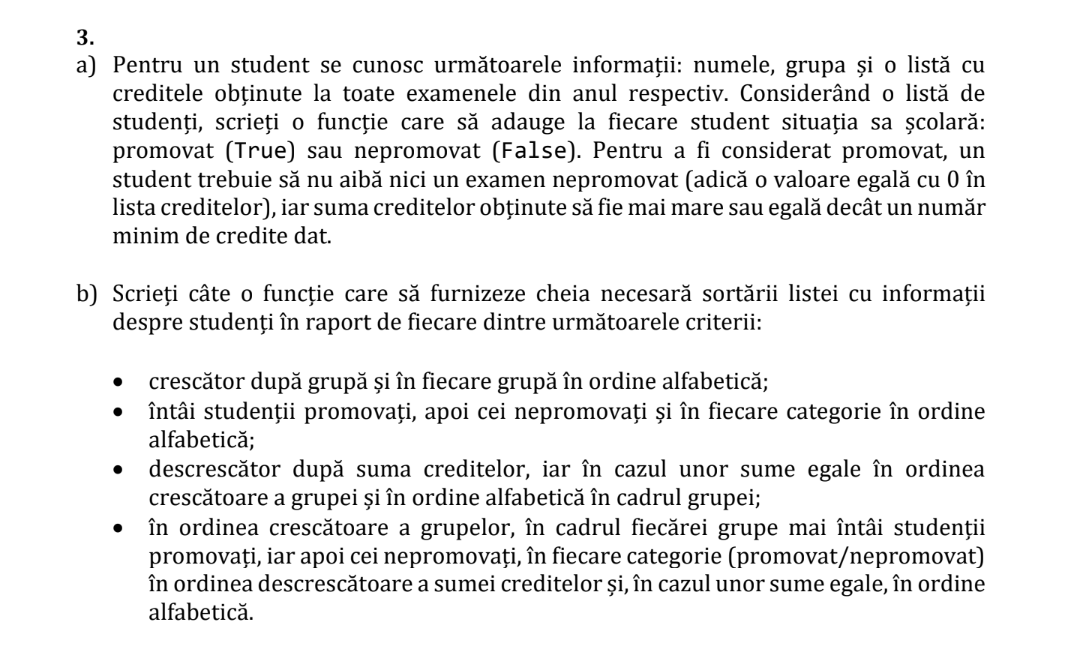 3.
a) Pentru un student se cunosc următoarele informații: numele, grupa și o listă cu
creditele obținute la toate examenele din anul respectiv. Considerând o listă de
studenți, scrieți o funcție care să adauge la fiecare student situația sa școlară:
promovat (True) sau nepromovat (False). Pentru a fi considerat promovat, un
student trebuie să nu aibă nici un examen nepromovat (adică o valoare egală cu 0 în
lista creditelor), iar suma creditelor obținute să fie mai mare sau egală decât un număr
minim de credite dat.
b) Scrieți câte o funcție care să furnizeze cheia necesară sortării listei cu informații
despre studenți în raport de fiecare dintre următoarele criterii:
• crescător după grupă și în fiecare grupă în ordine alfabetică;
• întâi studenții promovați, apoi cei nepromovați și în fiecare categorie în ordine
alfabetică;
• descrescător după suma creditelor, iar în cazul unor sume egale în ordinea
crescătoare a grupei și în ordine alfabetică în cadrul grupei;
• în ordinea crescătoare a grupelor, în cadrul fiecărei grupe mai întâi studenții
promovați, iar apoi cei nepromovați, în fiecare categorie (promovat/nepromovat)
în ordinea descrescătoare a sumei creditelor și, în cazul unor sume egale, în ordine
alfabetică.